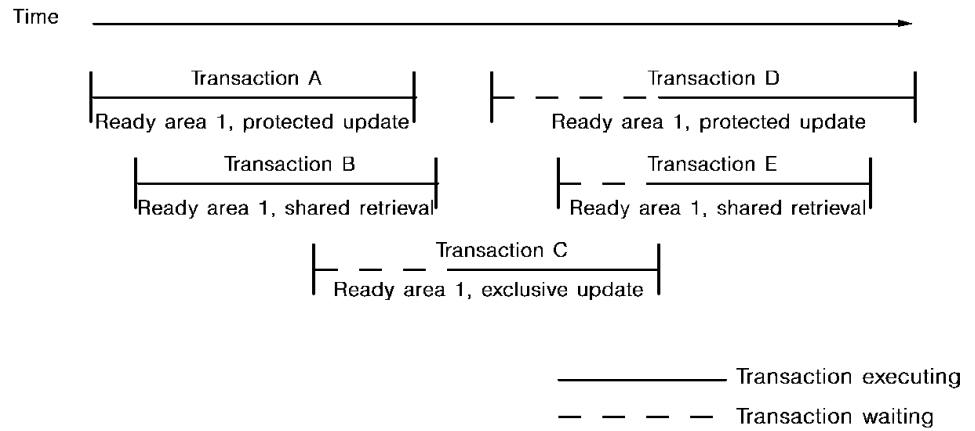 Time
Transaction A
Transaction D
Ready area 1, protected update
Ready area 1, protected update
Transaction B
Transaction E
Ready area 1, shared retrieval
Ready area 1, shared retrieval
Transaction C
Ready area 1, exclusive update
Transaction executing
Transaction waiting